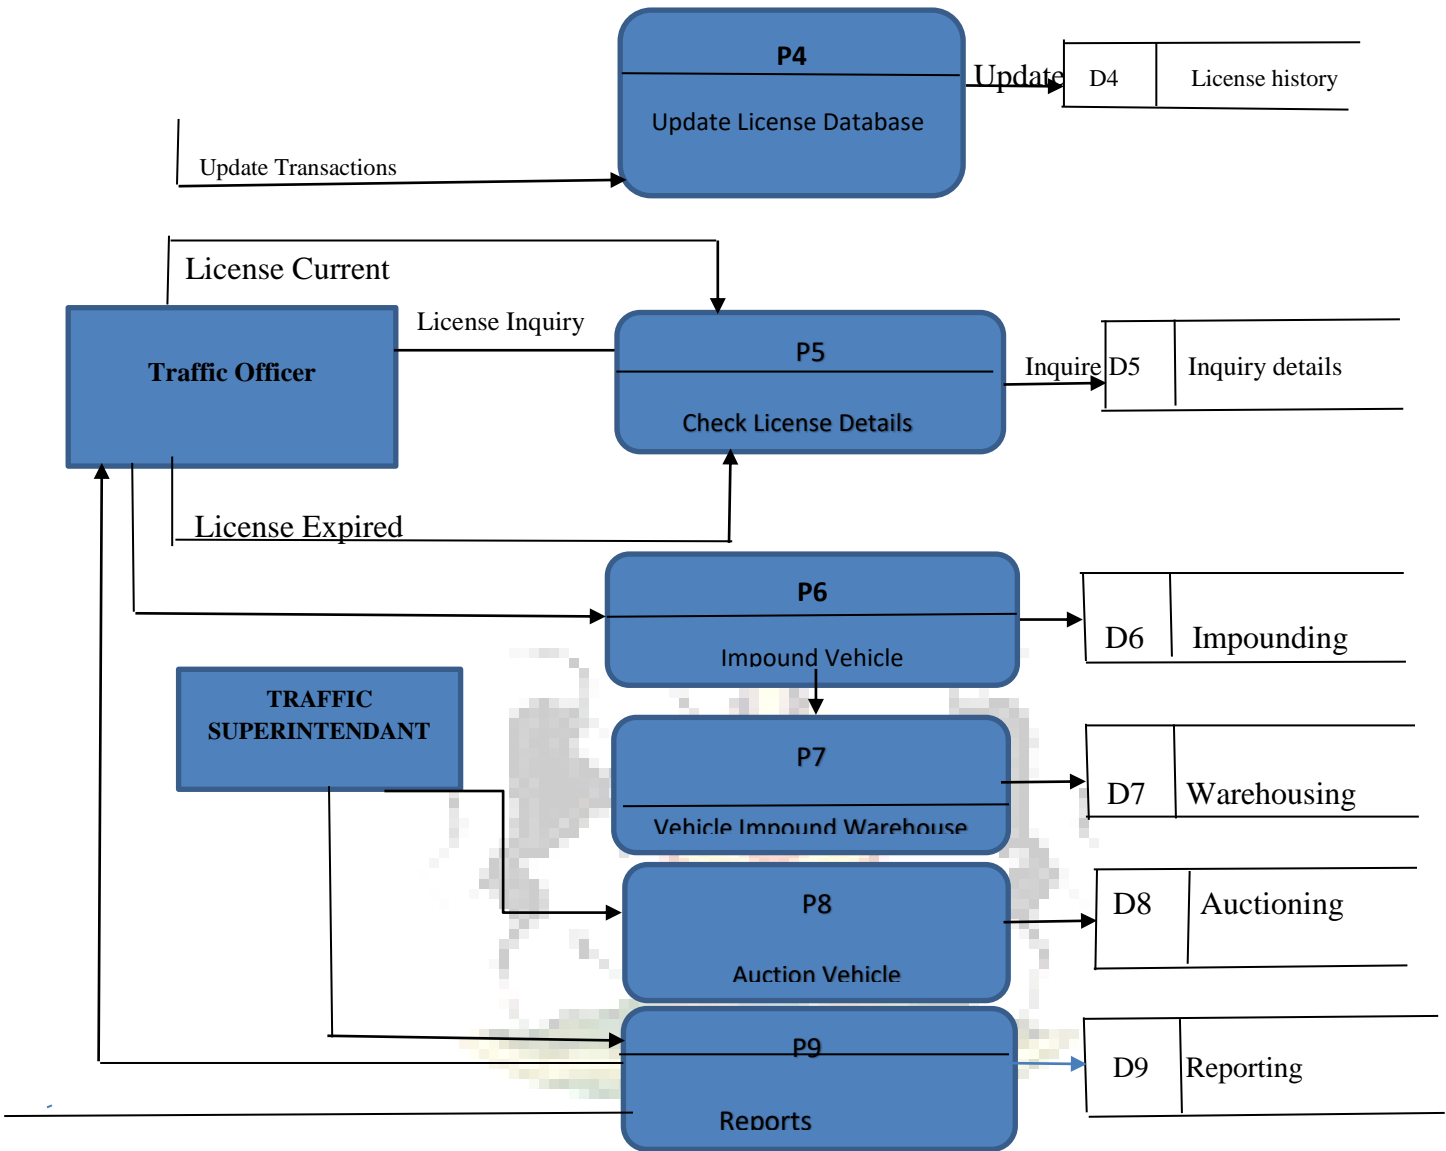 P4
Update
D4
License history
Update License Database
Update Transactions
License Current
License Inquiry
P5
Traffic Officer
Inquire
D5
Inquiry details
Check License Details
License Expired
P6
D6
Impounding
Impound Vehicle
TRAFFIC
SUPERINTENDANT
P7
D7
Warehousing
Vehicle Impound Warehouse
P8
D8
Auctioning
Auction Vehicle
P9
D9
Reporting
Reports